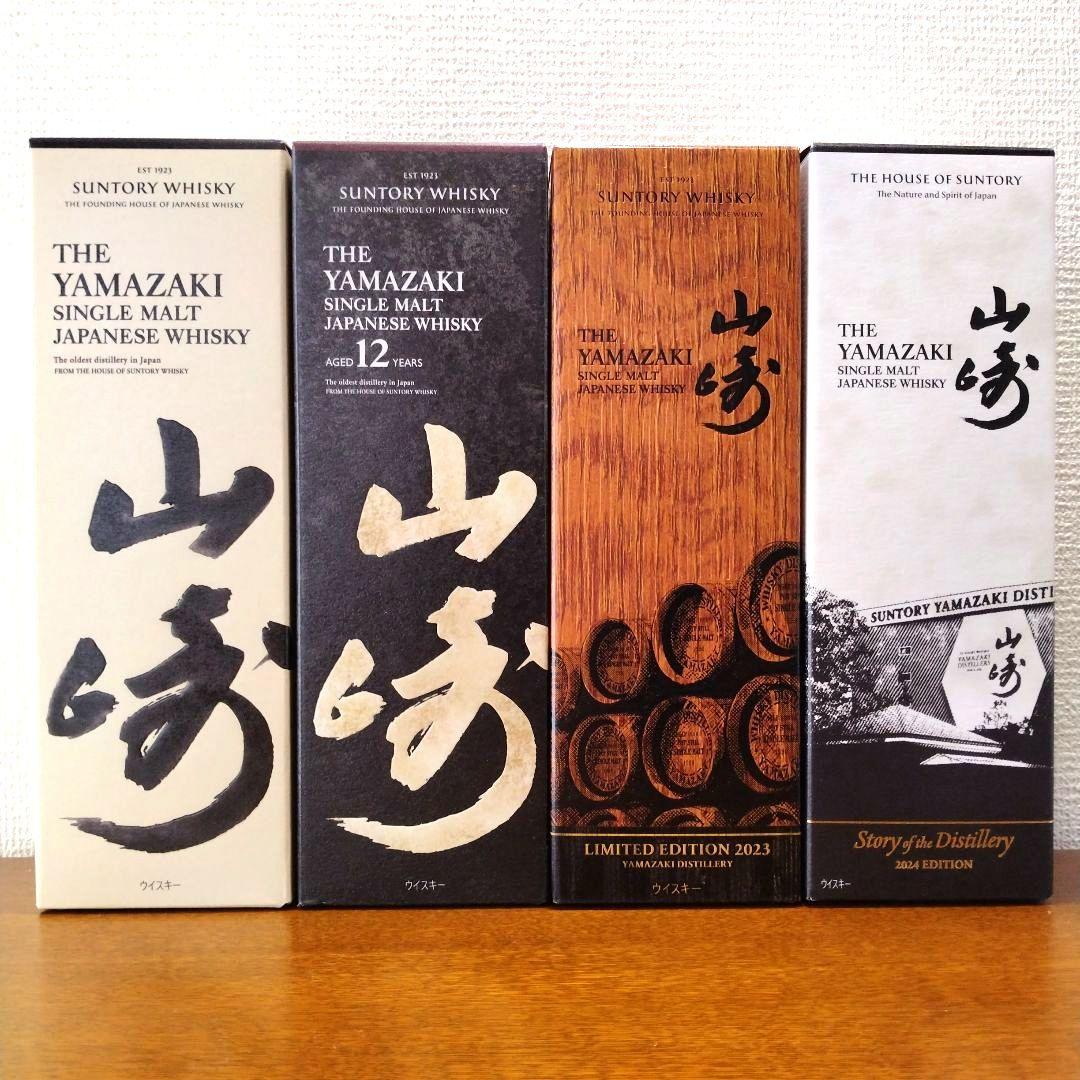 EST 1923
SUNTORY WHISKY
THE FOUNDING HOUSE OF JAPANESE WHISKY
THE
YAMAZAKI
SINGLE MALT
JAPANESE WHISKY
The oldest distillery in Japan
FROM THE HOUSE OF SUNTORY WHISKY
山崎
ウイスキー
EST 1923
SUNTORY WHISKY
THE FOUNDING HOUSE OF JAPANESE WHISKY
THE
YAMAZAKI
SINGLE MALT
JAPANESE WHISKY
AGED 12 YEARS
The oldest distillery in Japan
FROM THE HOUSE OF SUNTORY WHISKY
山崎
ウイスキー
EST 1923
SUNTORY WHISKY
THE FOUNDING HOUSE OF JAPANESE WHISKY
THE
YAMAZAKI
SINGLE MALT
JAPANESE WHISKY
山崎
LIMITED EDITION 2023
YAMAZAKI DISTILLERY
ウイスキー
THE HOUSE OF SUNTORY
The Nature and Spirit of Japan
THE
YAMAZAKI
SINGLE MALT
JAPANESE WHISKY
山崎
SUNTORY YAMAZAKI DISTI
山崎
YAMAZAKI
DISTILLERY
Story of the Distillery
2024 EDITION
ウイスキー